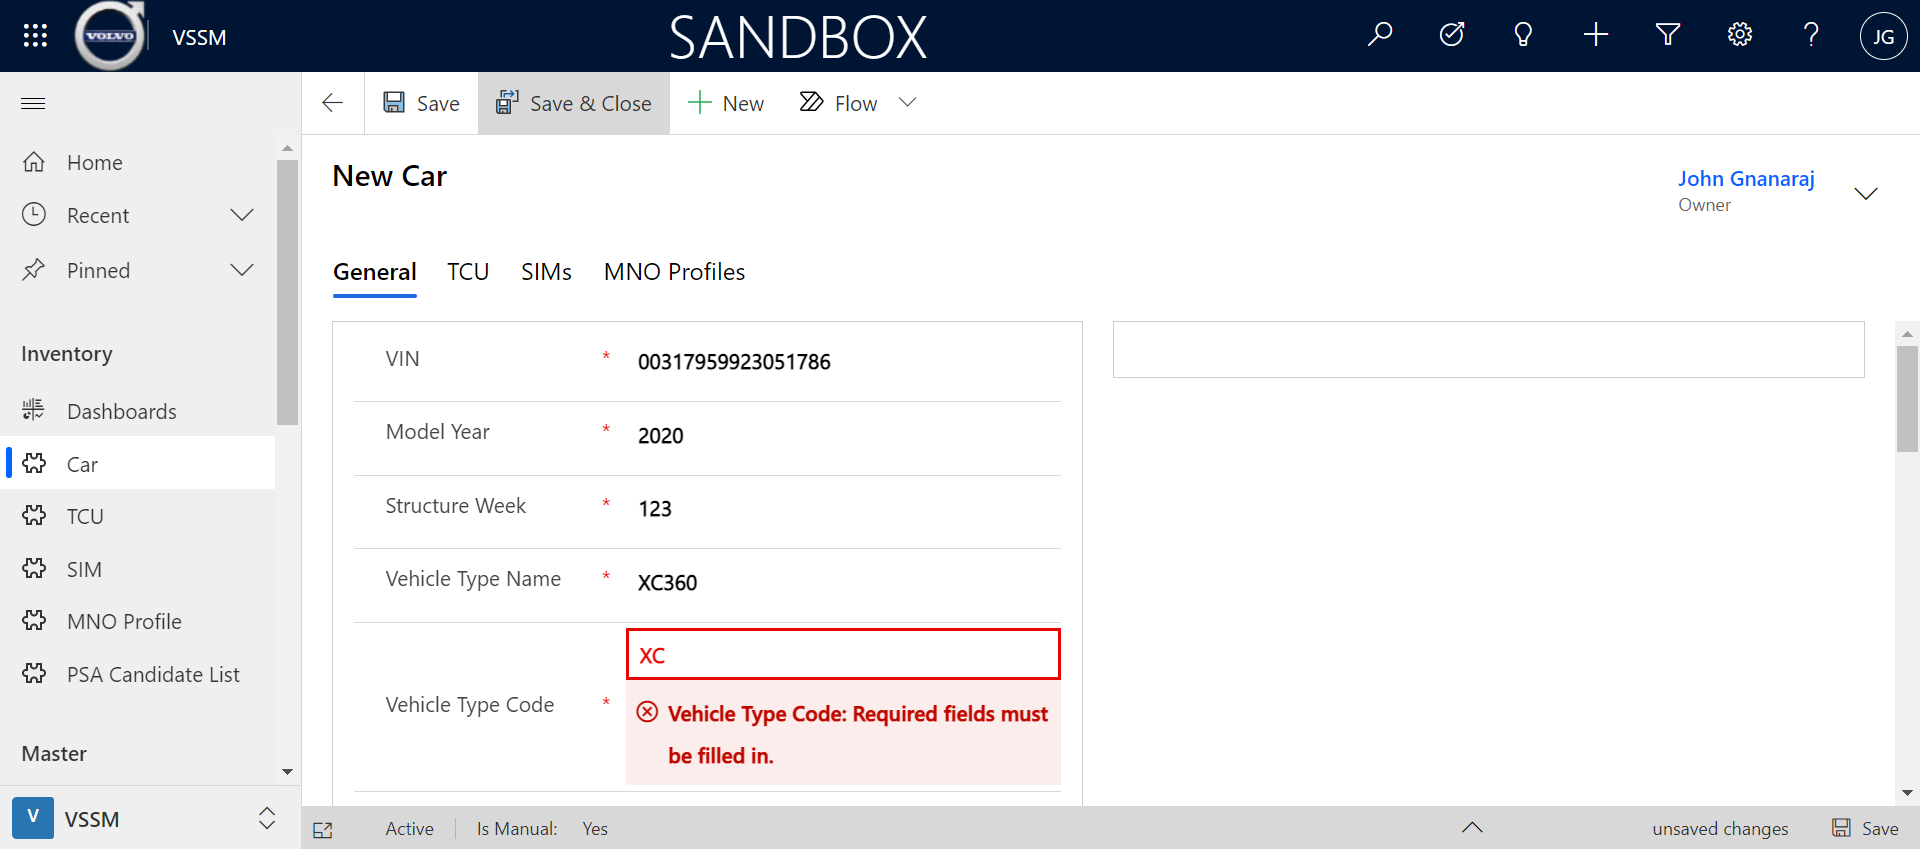 VOLVO
VSSM
SANDBOX
JG
Save
Save & Close
New
Flow
Home
Recent
Pinned
Inventory
Dashboards
Car
TCU
SIM
MNO Profile
PSA Candidate List
Master
V
VSSM
New Car
John Gnanaraj
Owner
General
TCU
SIMs
MNO Profiles
VIN
*
00317959923051786
Model Year
*
2020
Structure Week
*
123
Vehicle Type Name
*
XC360
Vehicle Type Code
*
XC
Vehicle Type Code: Required fields must
be filled in.
Active
Is Manual:
Yes
unsaved changes
Save